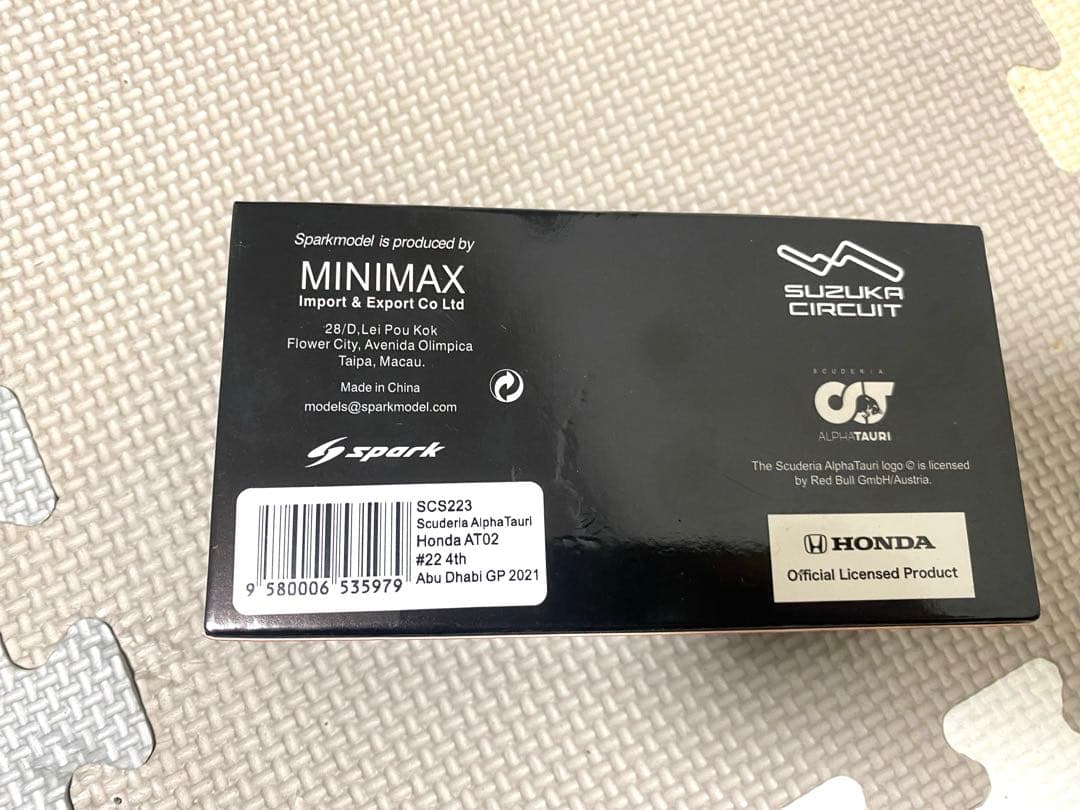 Sparkmodel is produced by
MINIMAX
Import & Export Co Ltd
28/D, Lei Pou Kok
Flower City, Avenida Olimpica
Taipa, Macau.
Made in China
models@sparkmodel.com
spark
SCS223
Scuderia AlphaTauri
Honda AT02
#22 4th
Abu Dhabi GP 2021
9 580006 535979
SUZUKA
CIRCUIT
SCUDERIA
AT
ALPHATAURI
The Scuderia AlphaTauri logo © is licensed
by Red Bull GmbH/Austria.
HONDA
Official Licensed Product